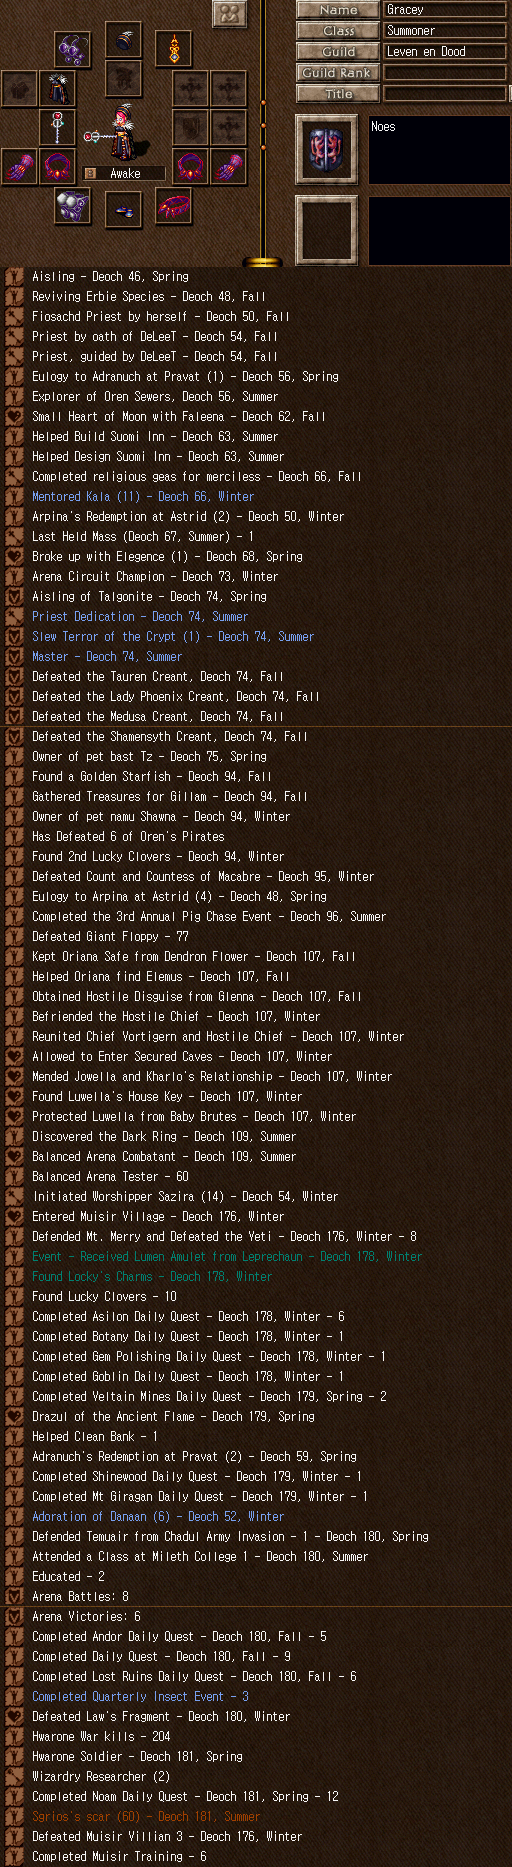 Name Gracey
Class Summoner
Guild Leven en Dood
Guild Rank
Title
Noes
Awake
Aisling - Deoch 46, Spring
Reviving Erbie Species - Deoch 48, Fall
Fiosachd Priest by herself - Deoch 50, Fall
Priest by oath of DeLeeT - Deoch 54, Fall
Priest, guided by DeLeeT - Deoch 54, Fall
Eulogy to Adranuch at Pravat (1) - Deoch 56, Spring
Explorer of Oren Sewers, Deoch 56, Summer
Small Heart of Moon with Faleena - Deoch 62, Fall
Helped Build Suomi Inn - Deoch 63, Summer
Helped Design Suomi Inn - Deoch 63, Summer
Completed religious geas for merciless - Deoch 66, Fall
Mentored Kala (11) - Deoch 66, Winter
Arpina's Redemption at Astrid (2) - Deoch 50, Winter
Last Held Mass (Deoch 67, Summer) - 1
Broke up with Elegence (1) - Deoch 68, Spring
Arena Circuit Champion - Deoch 73, Winter
Aisling of Talgonite - Deoch 74, Spring
Priest Dedication - Deoch 74, Summer
Slew Terror of the Crypt (1) - Deoch 74, Summer
Master - Deoch 74, Summer
Defeated the Tauren Creant, Deoch 74, Fall
Defeated the Lady Phoenix Creant, Deoch 74, Fall
Defeated the Medusa Creant, Deoch 74, Fall
Defeated the Shamensyth Creant, Deoch 74, Fall
Owner of pet bast Tz - Deoch 75, Spring
Found a Golden Starfish - Deoch 94, Fall
Gathered Treasures for Gillam - Deoch 94, Fall
Owner of pet namu Shawna - Deoch 94, Winter
Has Defeated 6 of Oren's Pirates
Found 2nd Lucky Clovers - Deoch 94, Winter
Defeated Count and Countess of Macabre - Deoch 95, Winter
Eulogy to Arpina at Astrid (4) - Deoch 48, Spring
Completed the 3rd Annual Pig Chase Event - Deoch 96, Summer
Defeated Giant Floppy - 77
Kept Oriana Safe from Dendron Flower - Deoch 107, Fall
Helped Oriana find Elemus - Deoch 107, Fall
Obtained Hostile Disguise from Glenna - Deoch 107, Fall
Befriended the Hostile Chief - Deoch 107, Winter
Reunited Chief Vortigern and Hostile Chief - Deoch 107, Winter
Allowed to Enter Secured Caves - Deoch 107, Winter
Mended Jowella and Kharlo's Relationship - Deoch 107, Winter
Found Luwella's House Key - Deoch 107, Winter
Protected Luwella from Baby Brutes - Deoch 107, Winter
Discovered the Dark Ring - Deoch 109, Summer
Balanced Arena Combatant - Deoch 109, Summer
Balanced Arena Tester - 60
Initiated Worshipper Sazira (14) - Deoch 54, Winter
Entered Muisir Village - Deoch 176, Winter
Defended Mt. Merry and Defeated the Yeti - Deoch 176, Winter - 8
Event - Received Lumen Amulet from Leprechaun - Deoch 178, Winter
Found Locky's Charms - Deoch 178, Winter
Found Lucky Clovers - 10
Completed Asilon Daily Quest - Deoch 178, Winter - 6
Completed Botany Daily Quest - Deoch 178, Winter - 1
Completed Gem Polishing Daily Quest - Deoch 178, Winter - 1
Completed Goblin Daily Quest - Deoch 178, Winter - 1
Completed Veltain Mines Daily Quest - Deoch 179, Spring - 2
Drazul of the Ancient Flame - Deoch 179, Spring
Helped Clean Bank - 1
Adranuch's Redemption at Pravat (2) - Deoch 59, Spring
Completed Shinewood Daily Quest - Deoch 179, Winter - 1
Completed Mt Giragan Daily Quest - Deoch 179, Winter - 1
Adoration of Danaan (6) - Deoch 52, Winter
Defended Temuair from Chadul Army Invasion - 1 - Deoch 180, Spring
Attended a Class at Mileth College 1 - Deoch 180, Summer
Educated - 2
Arena Battles: 8
Arena Victories: 6
Completed Andor Daily Quest - Deoch 180, Fall - 5
Completed Daily Quest - Deoch 180, Fall - 9
Completed Lost Ruins Daily Quest - Deoch 180, Fall - 6
Completed Quarterly Insect Event - 3
Defeated Law's Fragment - Deoch 180, Winter
Hwarone War kills - 204
Hwarone Soldier - Deoch 181, Spring
Wizardry Researcher (2)
Completed Noam Daily Quest - Deoch 181, Spring - 12
Sgrios's scar (60) - Deoch 181, Summer
Defeated Muisir Villian 3 - Deoch 176, Winter
Completed Muisir Training - 6